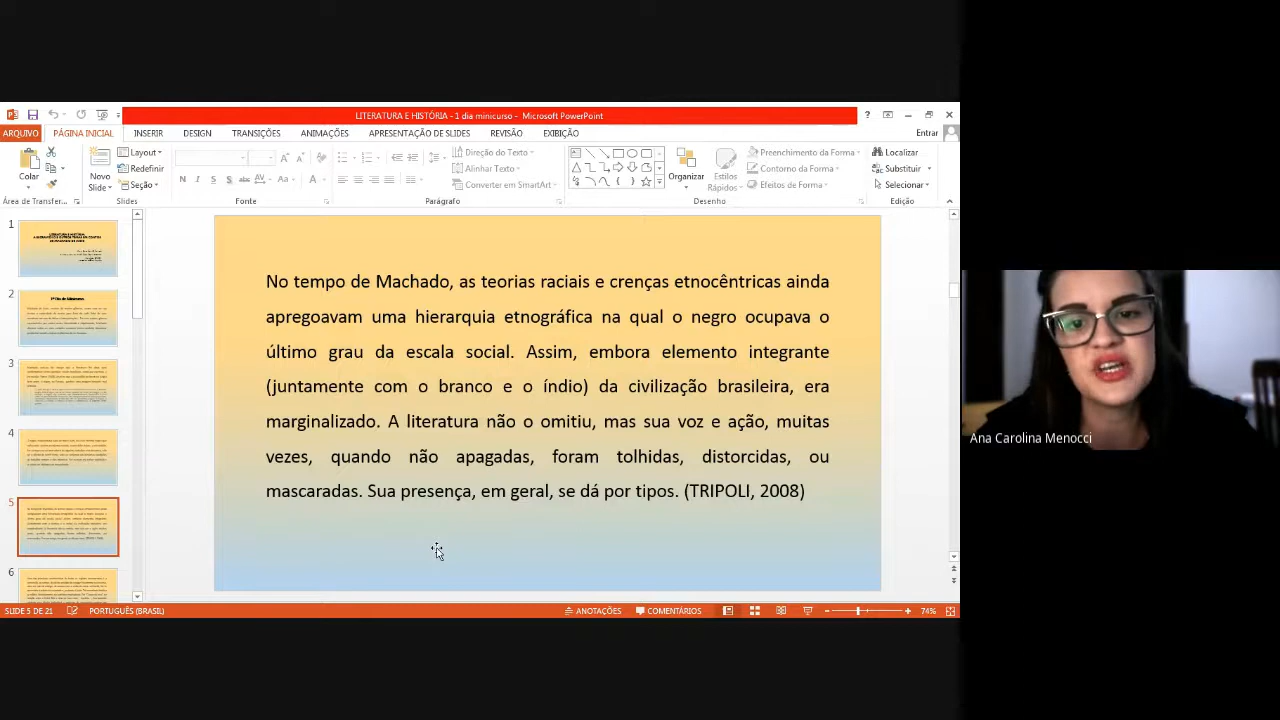 LITERATURA E HISTÓRIA - 1 dia minicurso - Microsoft PowerPoint
ARQUIVO PÁGINA INICIAL INSERIR DESIGN TRANSIÇÕES ANIMAÇÕES APRESENTAÇÃO DE SLIDES REVISÃO EXIBIÇÃO Entrar
Colar
Novo
Slide
Layout
Redefinir
Seção
N I S S abc AV Aa A
Direção do Texto
Alinhar Texto
Converter em SmartArt
Organizar
Estilos
Rápidos
Preenchimento da Forma
Contorno da Forma
Efeitos de Forma
Localizar
Substituir
Selecionar
Área de Transfer... Slides Fonte Parágrafo Desenho Edição
1
2
3
4
5
6
No tempo de Machado, as teorias raciais e crenças etnocêntricas ainda
apregoavam uma hierarquia etnográfica na qual o negro ocupava o
último grau da escala social. Assim, embora elemento integrante
(juntamente com o branco e o índio) da civilização brasileira, era
marginalizado. A literatura não o omitiu, mas sua voz e ação, muitas
vezes, quando não apagadas, foram tolhidas, distorcidas, ou
mascaradas. Sua presença, em geral, se dá por tipos. (TRIPOLI, 2008)
Ana Carolina Menocci
SLIDE 5 DE 21 PORTUGUÊS (BRASIL) ANOTAÇÕES COMENTÁRIOS 74%